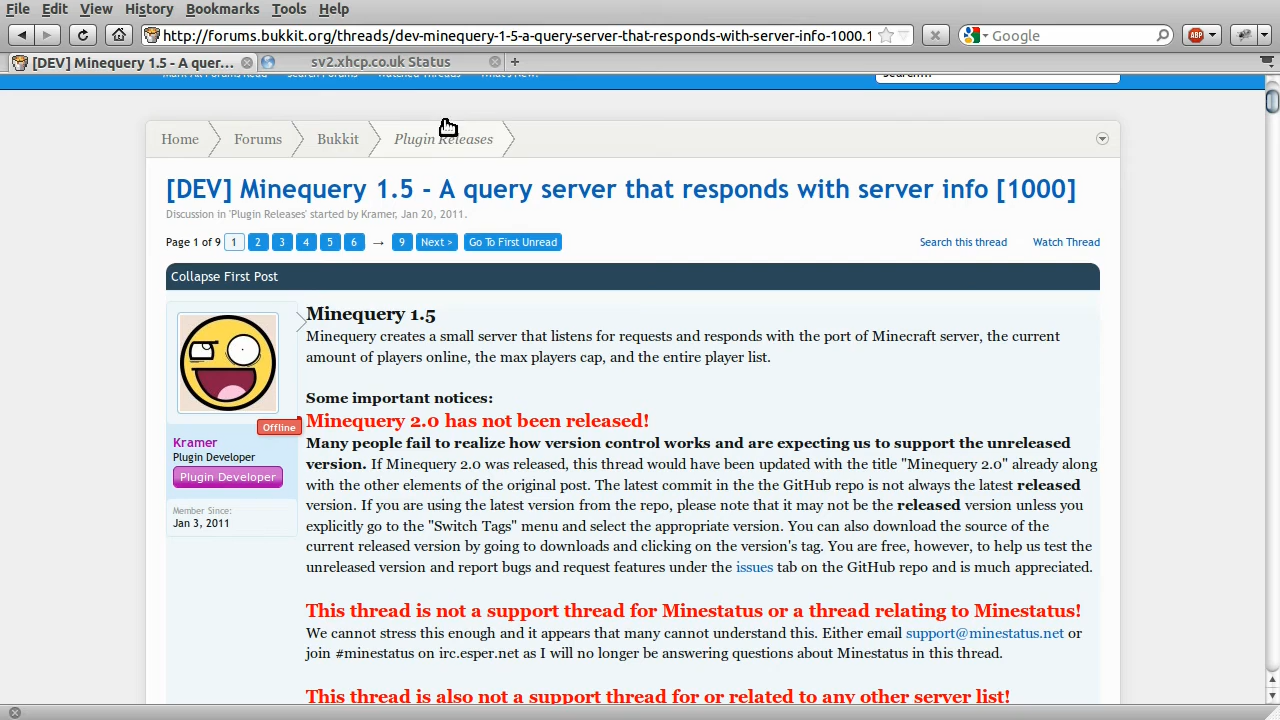 File Edit View History Bookmarks Tools Help
http://forums.bukkit.org/threads/dev-minequery-1-5-a-query-server-that-responds-with-server-info-1000.1
Google
ABP
[DEV] Minequery 1.5 - A quer...
sv2.xhcp.co.uk Status
Mark All Forums Read Search Forums Watched Threads What's New?
Search...
Home Forums Bukkit Plugin Releases
[DEV] Minequery 1.5 - A query server that responds with server info [1000]
Discussion in 'Plugin Releases' started by Kramer, Jan 20, 2011.
Page 1 of 9 1 2 3 4 5 6 → 9 Next > Go To First Unread
Search this thread Watch Thread
Collapse First Post
Minequery 1.5
Minequery creates a small server that listens for requests and responds with the port of Minecraft server, the current
amount of players online, the max players cap, and the entire player list.
Some important notices:
Minequery 2.0 has not been released!
Many people fail to realize how version control works and are expecting us to support the unreleased
version. If Minequery 2.0 was released, this thread would have been updated with the title "Minequery 2.0" already along
with the other elements of the original post. The latest commit in the the GitHub repo is not always the latest released
version. If you are using the latest version from the repo, please note that it may not be the released version unless you
explicitly go to the "Switch Tags" menu and select the appropriate version. You can also download the source of the
current released version by going to downloads and clicking on the version's tag. You are free, however, to help us test the
unreleased version and report bugs and request features under the issues tab on the GitHub repo and is much appreciated.
This thread is not a support thread for Minestatus or a thread relating to Minestatus!
We cannot stress this enough and it appears that many cannot understand this. Either email support@minestatus.net or
join #minestatus on irc.esper.net as I will no longer be answering questions about Minestatus in this thread.
This thread is also not a support thread for or related to any other server list!
Offline
Kramer
Plugin Developer
Plugin Developer
Member Since:
Jan 3, 2011